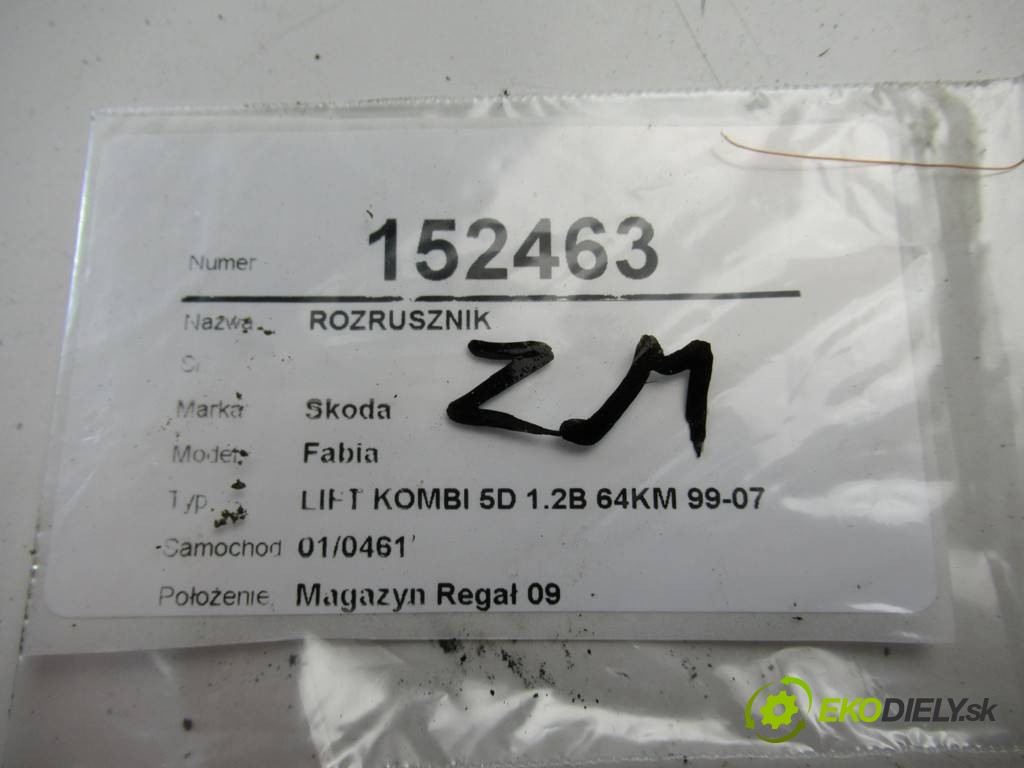 Numer 152463
Nazwa ROZRUSZNIK
ZM
Marka Skoda
Model Fabia
Typ LIFT KOMBI 5D 1.2B 64KM 99-07
Samochod 01/0461
Położenie Magazyn Regał 09
EKODIELY.sk